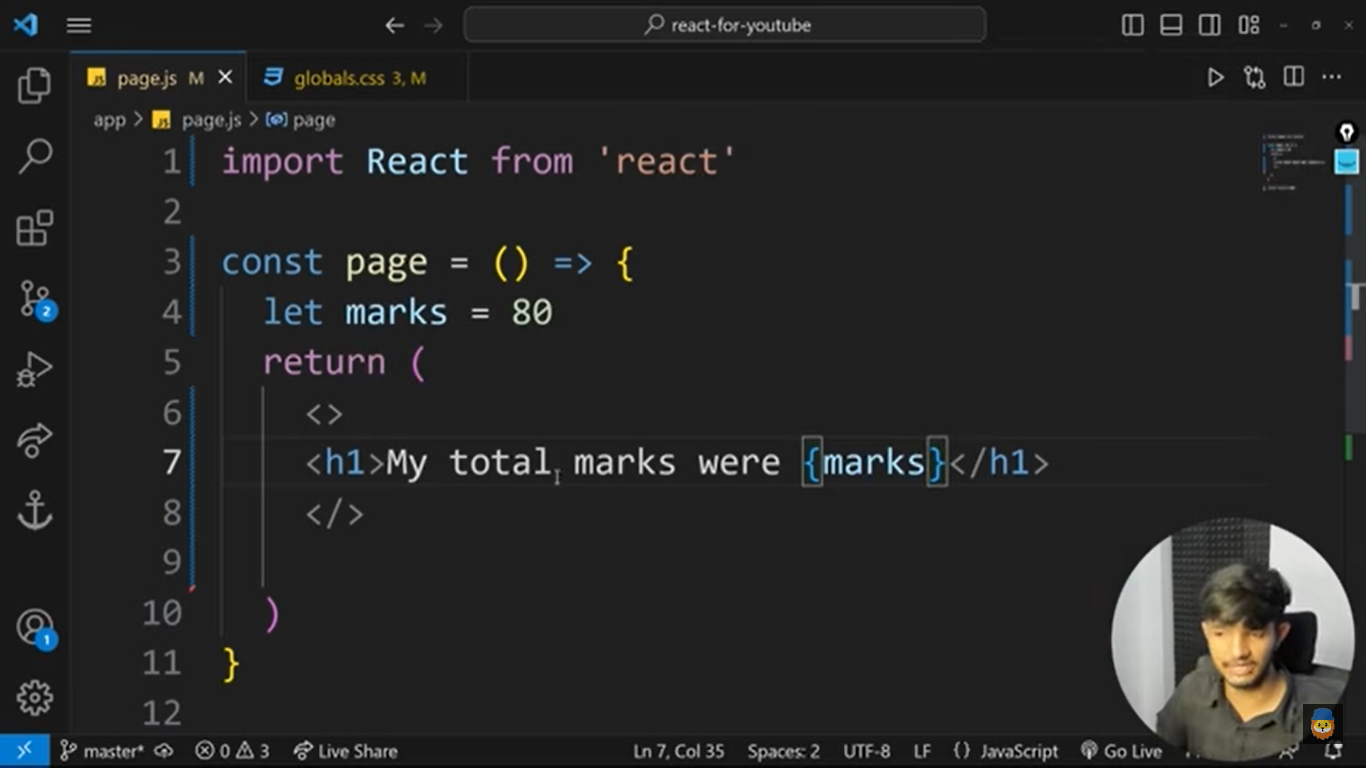 react-for-youtube
page.js M
globals.css 3, M
app > page.js > page
1 import React from 'react'
2
3 const page = () => {
4 let marks = 80
5 return (
6 <>
7 <h1>My total marks were {marks}</h1>
8 </>
9
10 )
11 }
12
2
1
master* 0 3 Live Share Ln 7, Col 35 Spaces: 2 UTF-8 LF {} JavaScript Go Live